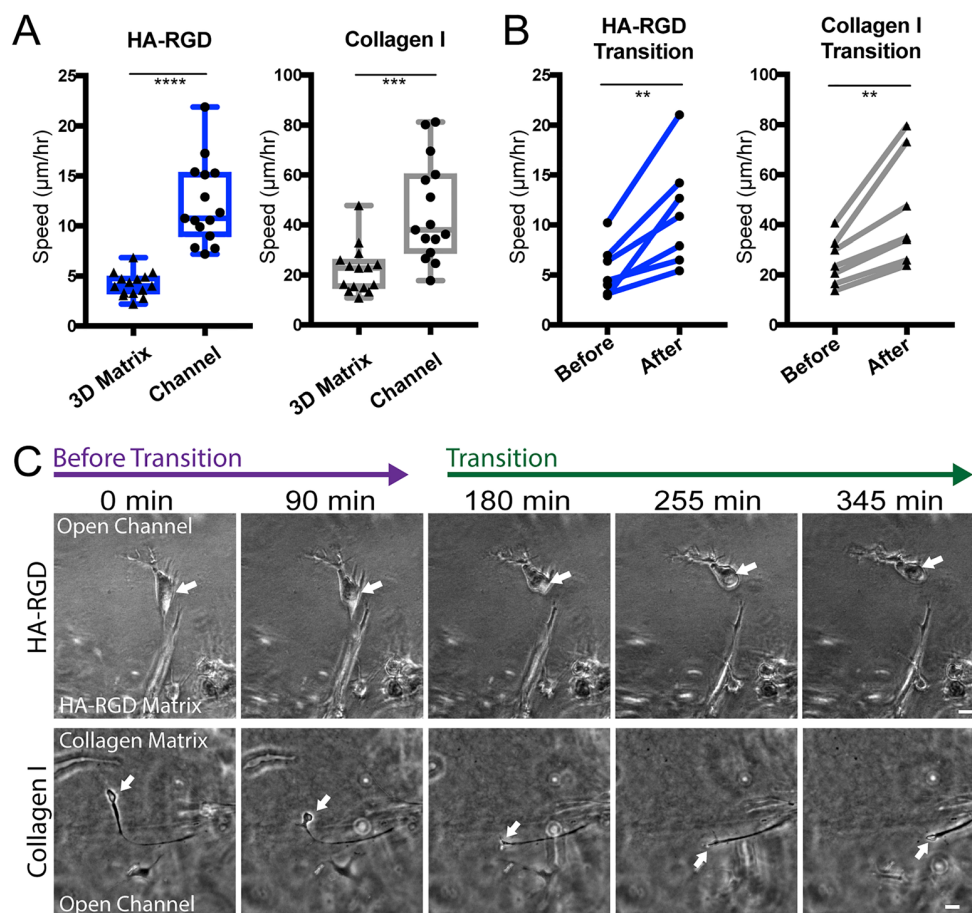 A
HA-RGD
****
25
20
15
10
5
0
Speed (µm/hr)
3D Matrix
Channel
Collagen I
***
100
80
60
40
20
0
Speed (µm/hr)
3D Matrix
Channel
B
HA-RGD
Transition
**
25
20
15
10
5
0
Speed (µm/hr)
Before
After
Collagen I
Transition
**
100
80
60
40
20
0
Speed (µm/hr)
Before
After
C
Before Transition
Transition
0 min 90 min 180 min 255 min 345 min
HA-RGD
Open Channel
HA-RGD Matrix
Collagen I
Collagen Matrix
Open Channel